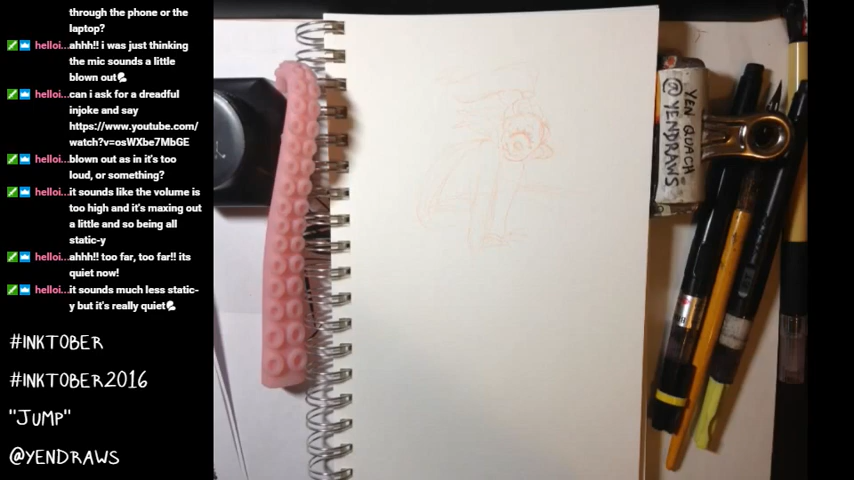 through the phone or the
laptop?
helloi...ahhh!! i was just thinking
the mic sounds a little
blown out
helloi...can i ask for a dreadful
injoke and say
https://www.youtube.com/
watch?v=osWXbe7MbGE
helloi...blown out as in it's too
loud, or something?
helloi...it sounds like the volume is
too high and it's maxing out
a little and so being all
static-y
helloi...ahhh!! too far, too far!! its
quiet now!
helloi...it sounds much less static-
y but it's really quiet
#INKTOBER
#INKTOBER2016
"JUMP"
@YENDRAWS
YEN QUACH
@YENDRAWS